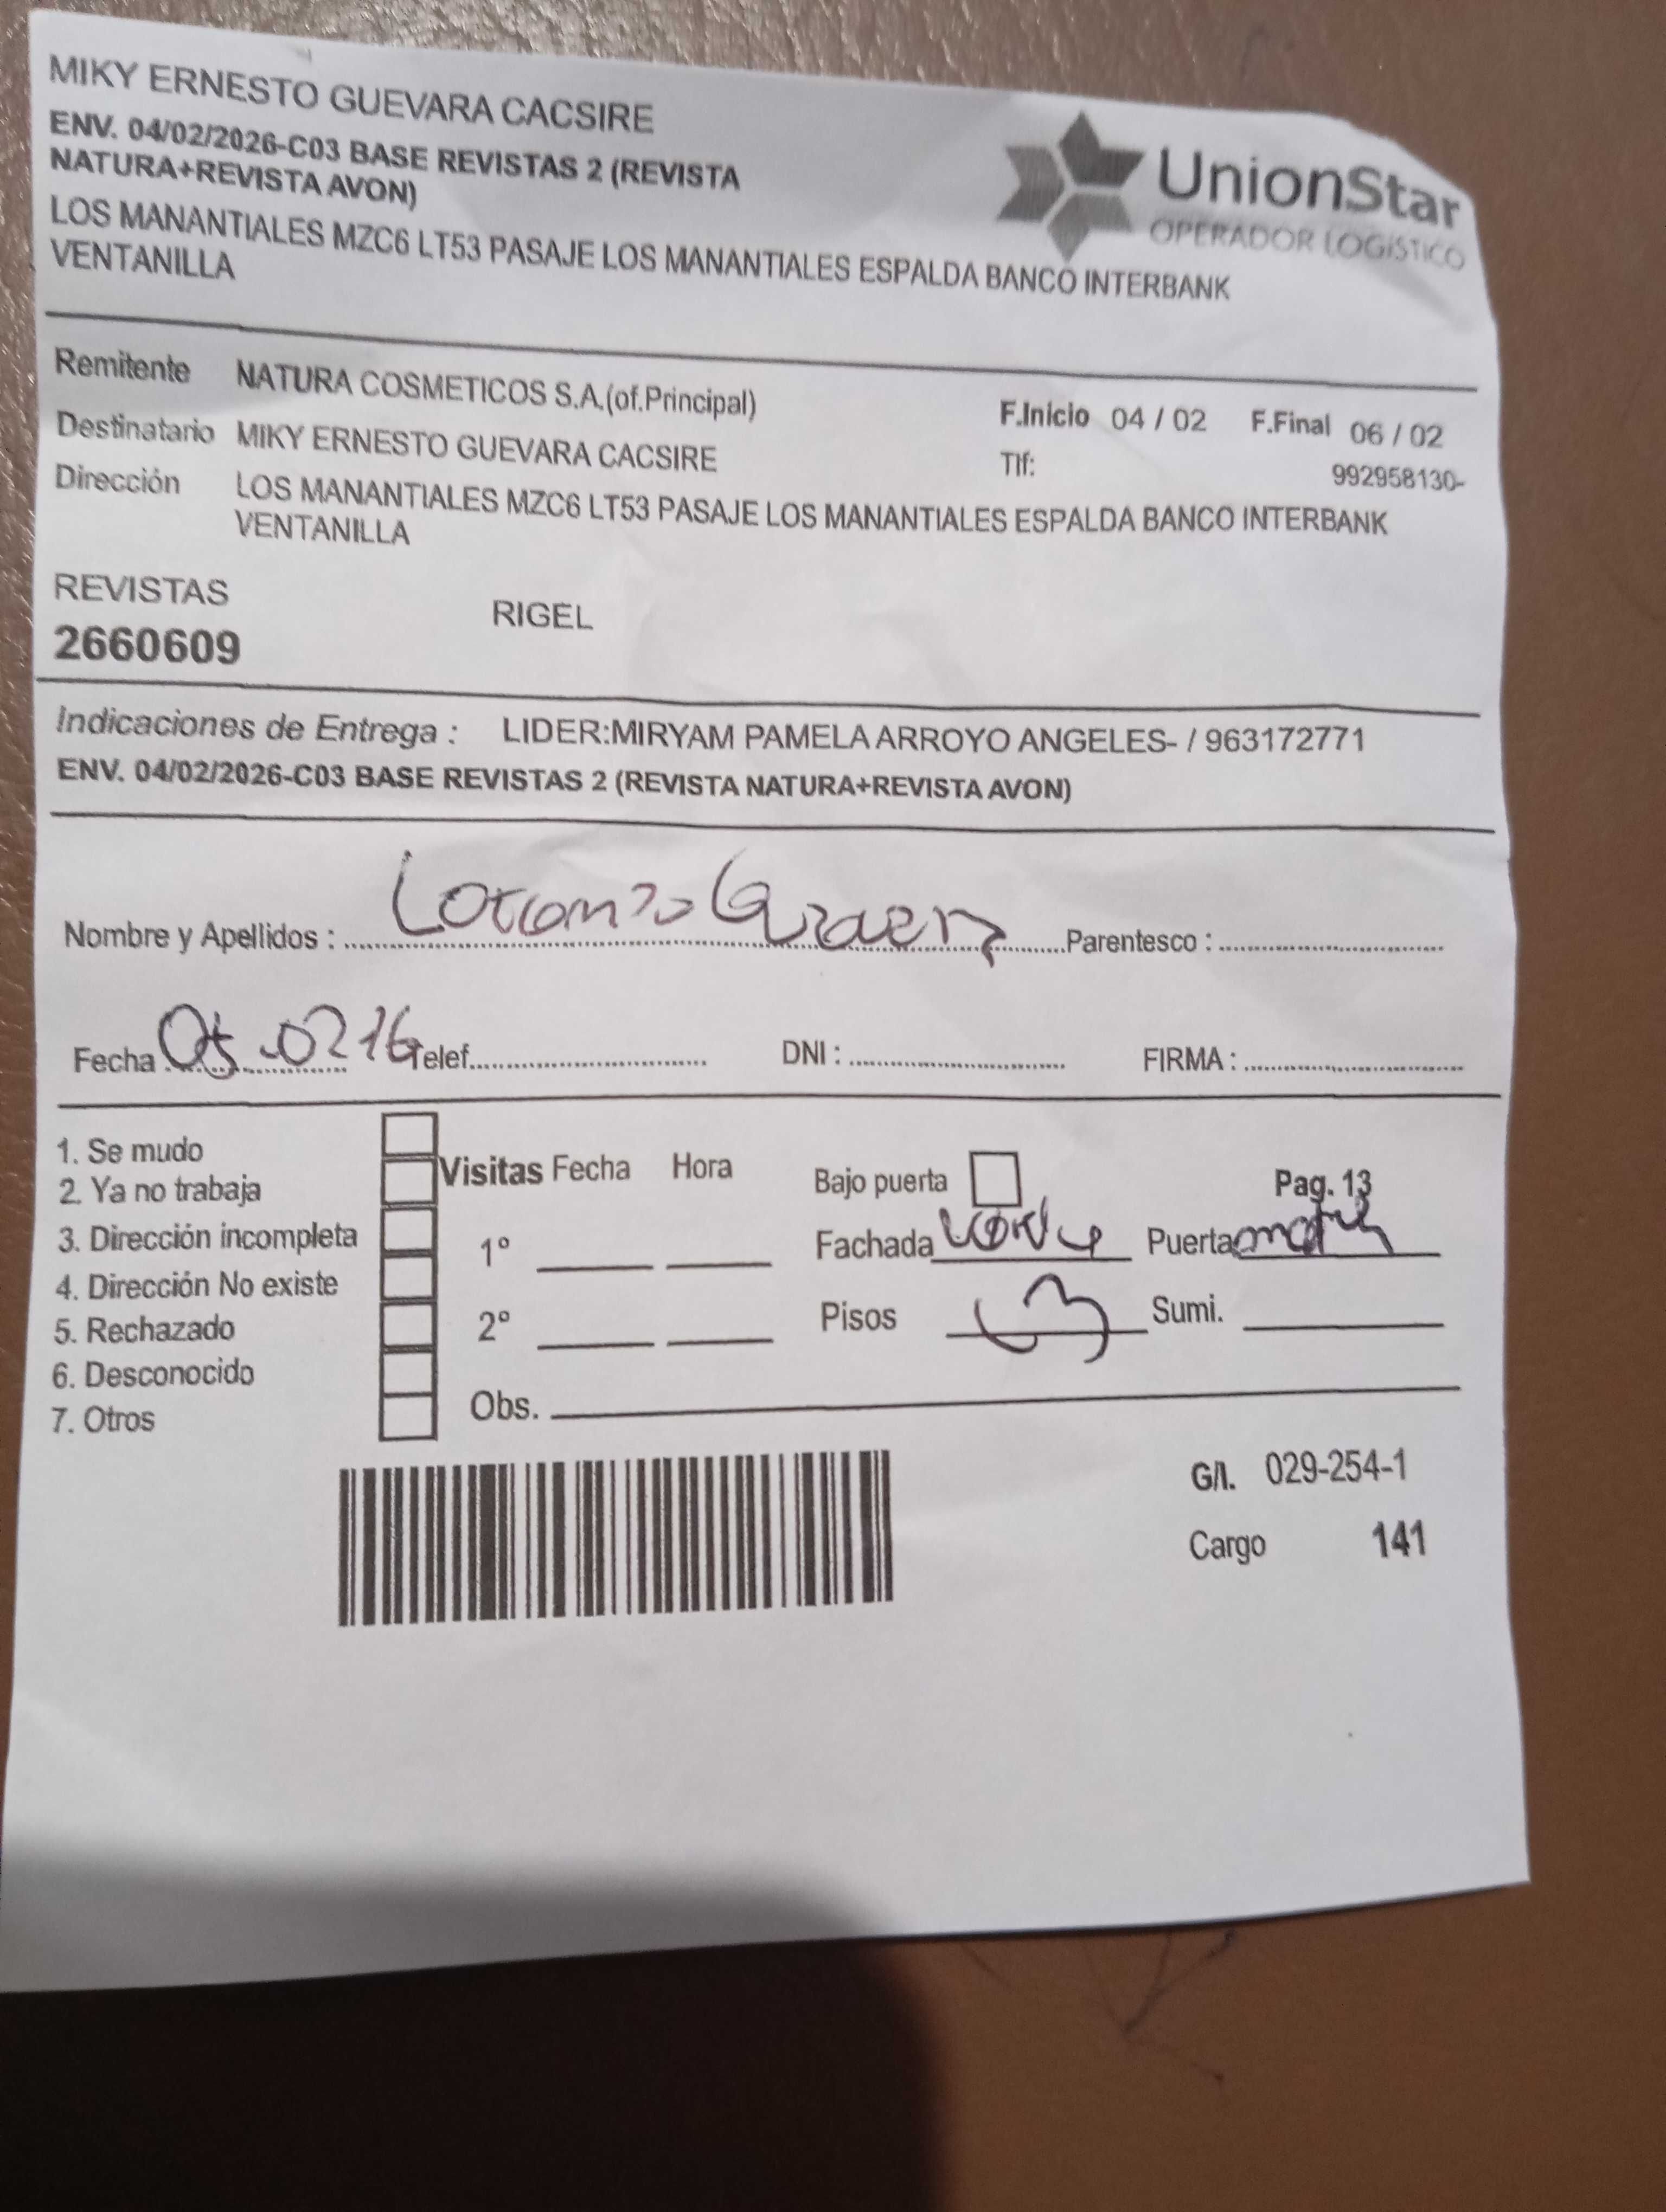 MIKY ERNESTO GUEVARA CACSIRE
ENV. 04/02/2026-C03 BASE REVISTAS 2 (REVISTA
NATURA+REVISTA AVON)
LOS MANANTIALES MZC6 LT53 PASAJE LOS MANANTIALES ESPALDA BANCO INTERBANK
VENTANILLA
UnionStar
OPERADOR LOGISTICO
Remitente NATURA COSMETICOS S.A.(of.Principal)
F.Inicio 04 / 02 F.Final 06 / 02
Destinatario MIKY ERNESTO GUEVARA CACSIRE
Tlf: 992958130-
Dirección LOS MANANTIALES MZC6 LT53 PASAJE LOS MANANTIALES ESPALDA BANCO INTERBANK
VENTANILLA
REVISTAS RIGEL
2660609
Indicaciones de Entrega : LIDER:MIRYAM PAMELA ARROYO ANGELES- / 963172771
ENV. 04/02/2026-C03 BASE REVISTAS 2 (REVISTA NATURA+REVISTA AVON)
Nombre y Apellidos : Parentesco :
Fecha : 05-02 Telef. DNI : FIRMA :
1. Se mudo
2. Ya no trabaja
3. Dirección incompleta
4. Dirección No existe
5. Rechazado
6. Desconocido
7. Otros
Visitas Fecha Hora
1°
2°
Obs.
Bajo puerta Pag. 13
Fachada Puerta
Pisos 3 Sumi.
G/I. 029-254-1
Cargo 141